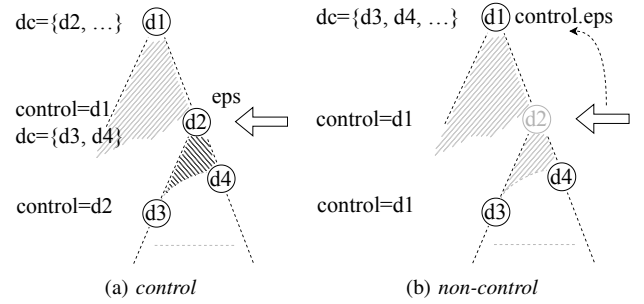 dc={d2, …}
d1
control=d1
eps
dc={d3, d4}
d2
d4
control=d2
d3
(a) control
dc={d3, d4, …}
d1
control.eps
control=d1
d2
d4
control=d1
d3
(b) non-control